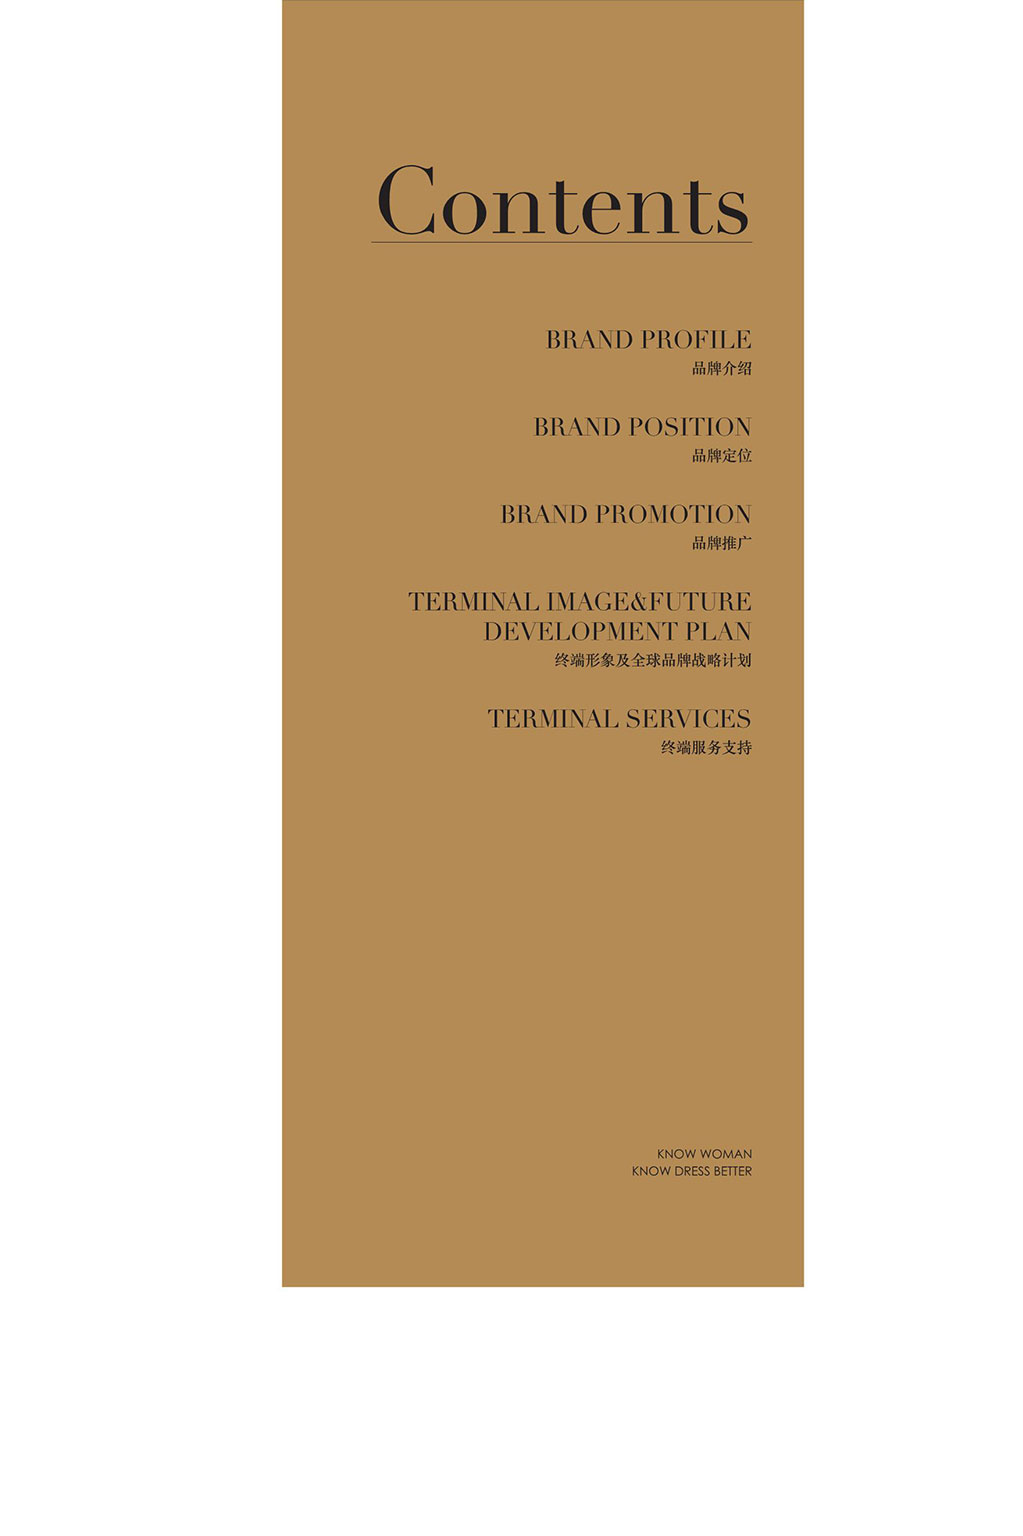 Contents
BRAND PROFILE
品牌介绍
BRAND POSITION
品牌定位
BRAND PROMOTION
品牌推广
TERMINAL IMAGE&FUTURE
DEVELOPMENT PLAN
终端形象及全球品牌战略计划
TERMINAL SERVICES
终端服务支持
KNOW WOMAN
KNOW DRESS BETTER